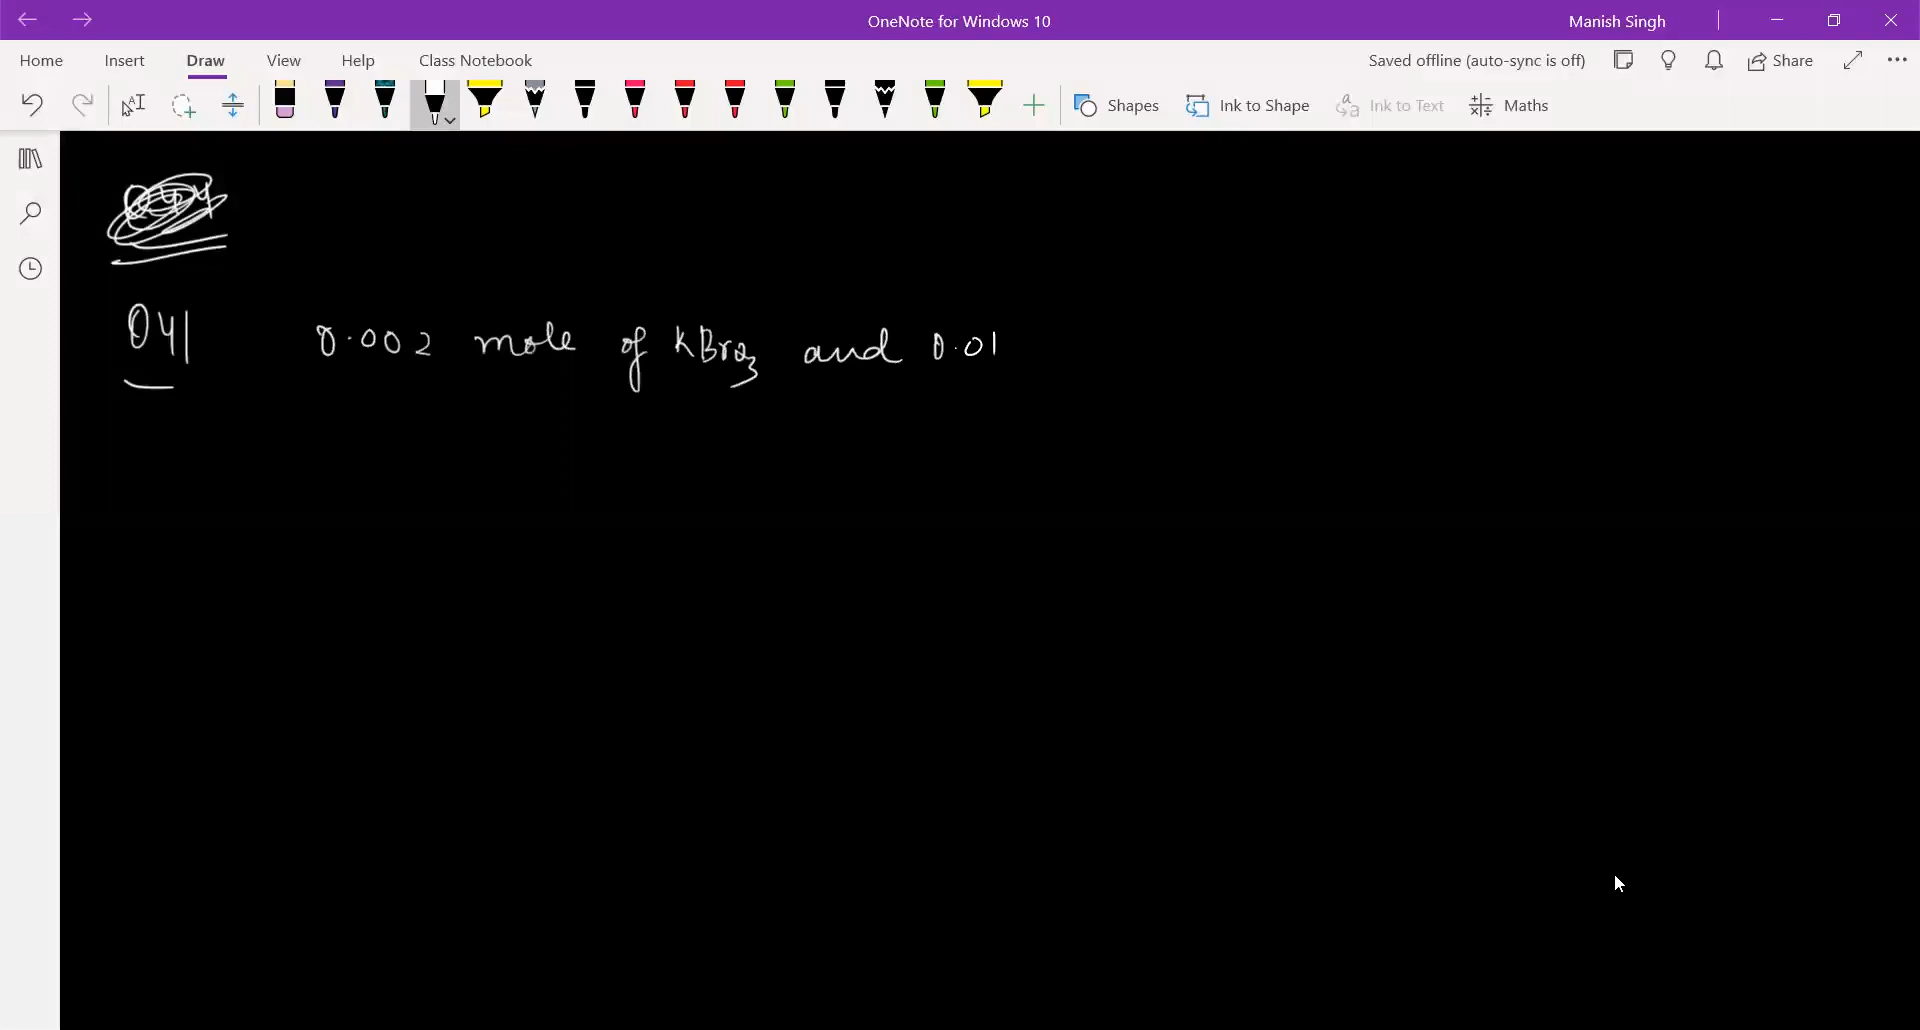 OneNote for Windows 10
Manish Singh
Home Insert Draw View Help Class Notebook
Saved offline (auto-sync is off) Share
Shapes Ink to Shape Ink to Text Maths
Q41 0.002 mole of KBrO3 and 0.01